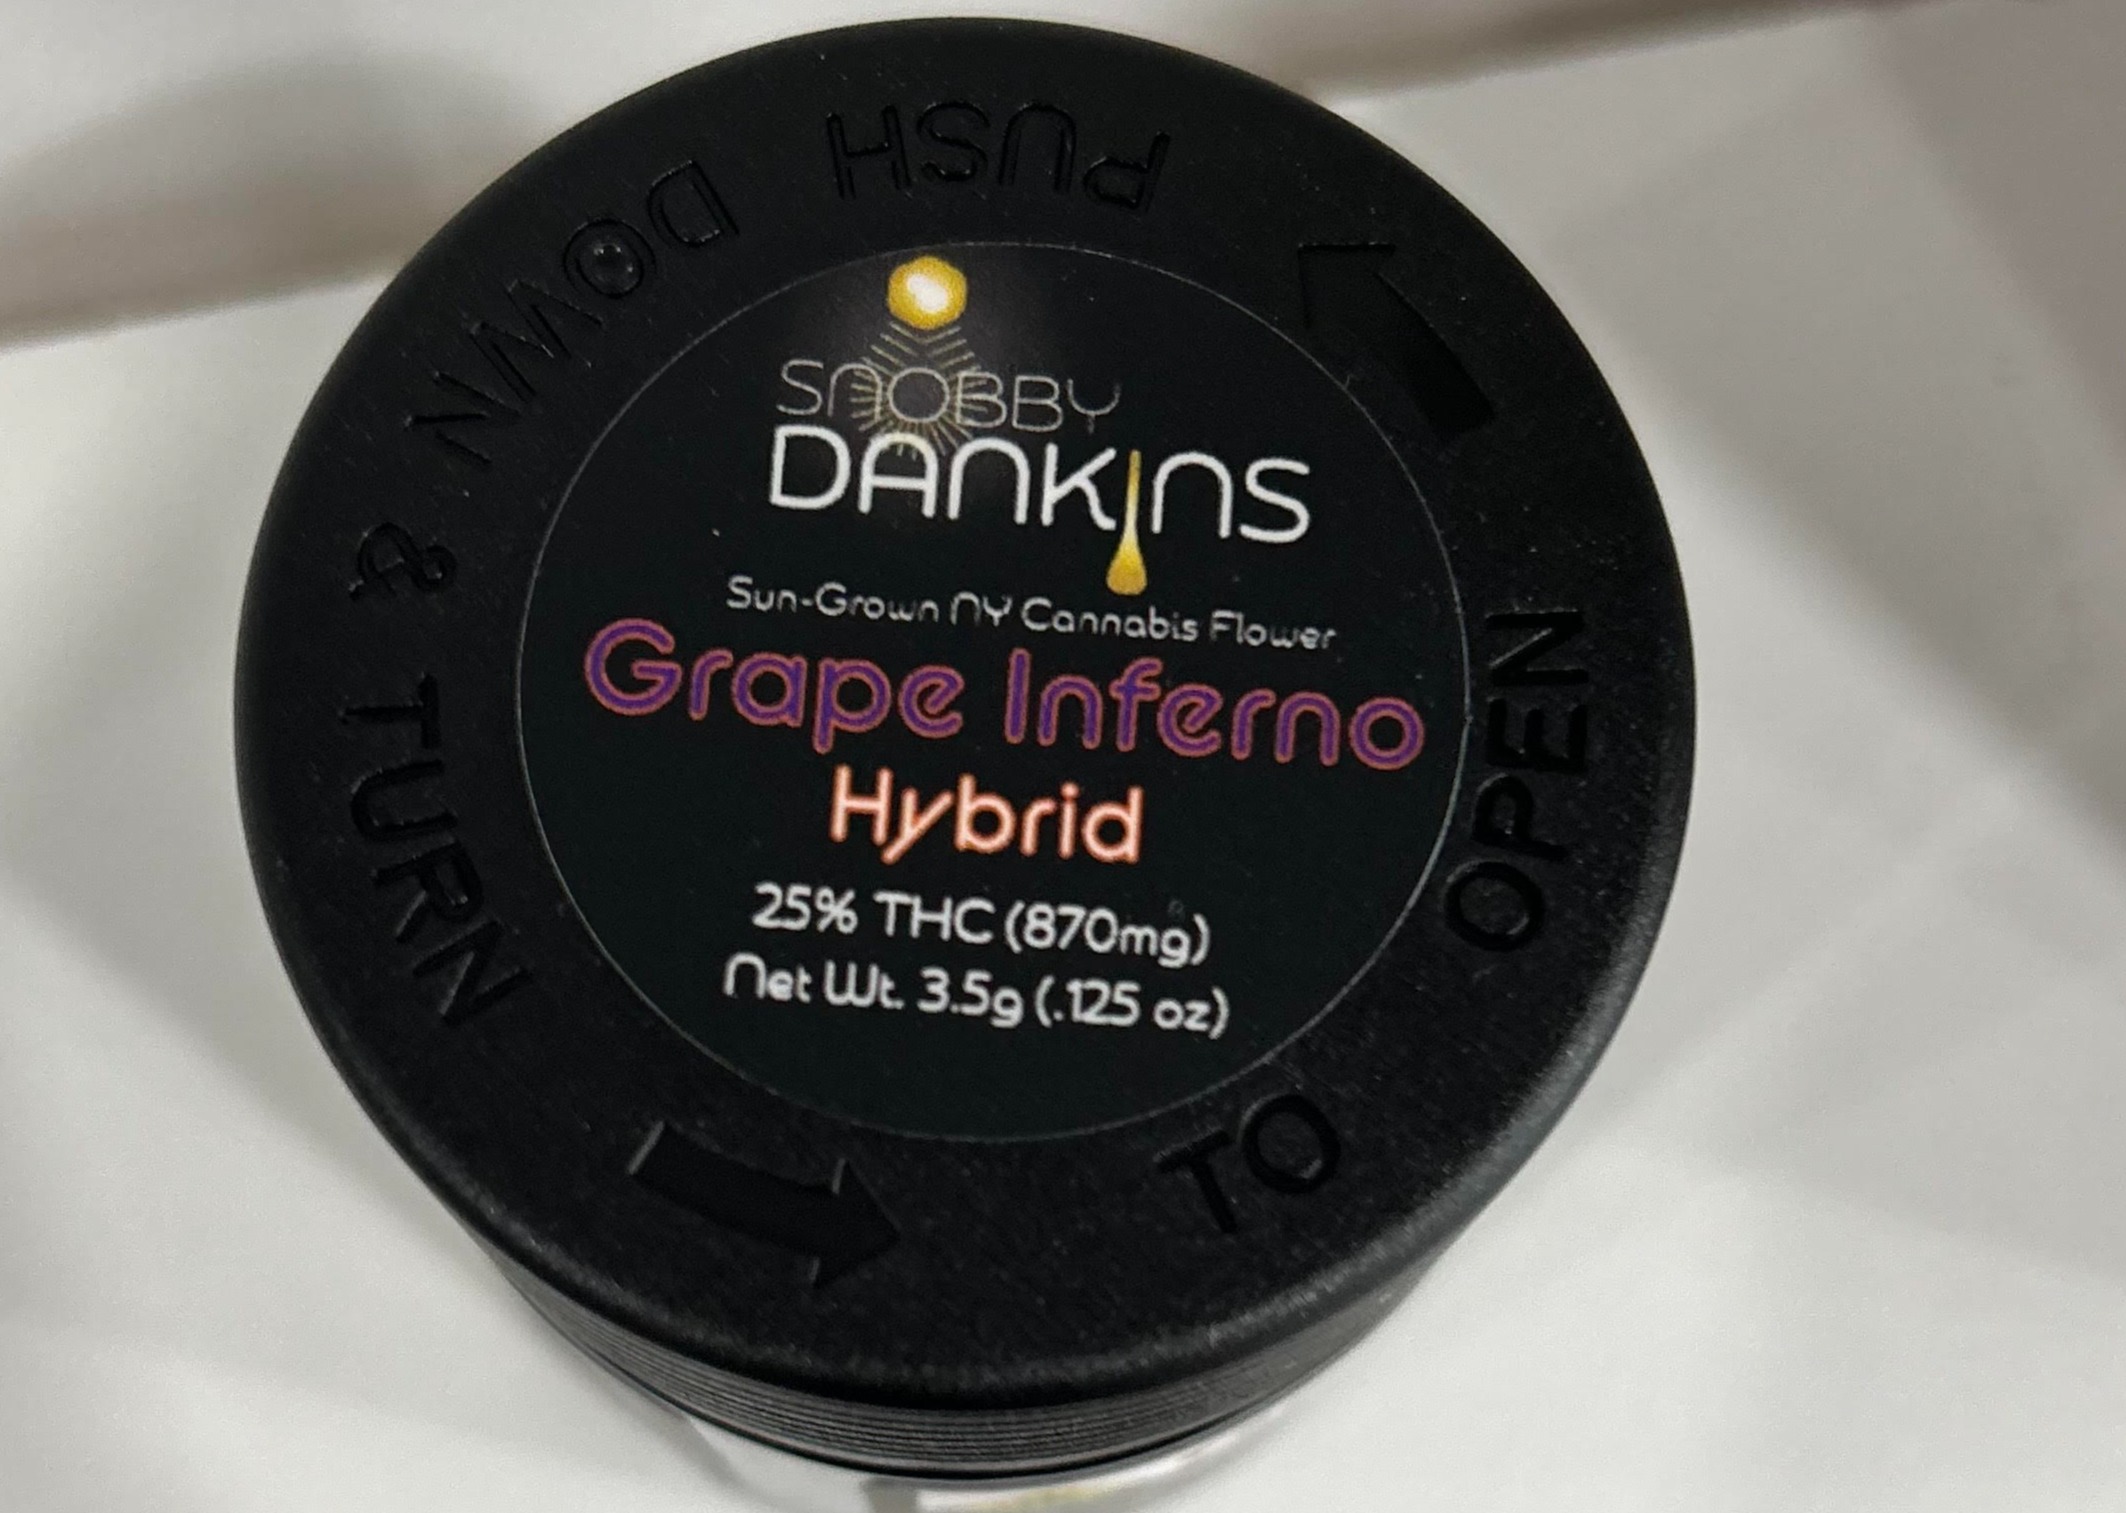 PUSH DOWN & TURN TO OPEN
SNOBBY
DANKINS
Sun-Grown NY Cannabis Flower
Grape Inferno
Hybrid
25% THC (870mg)
Net Wt. 3.5g (.125 oz)